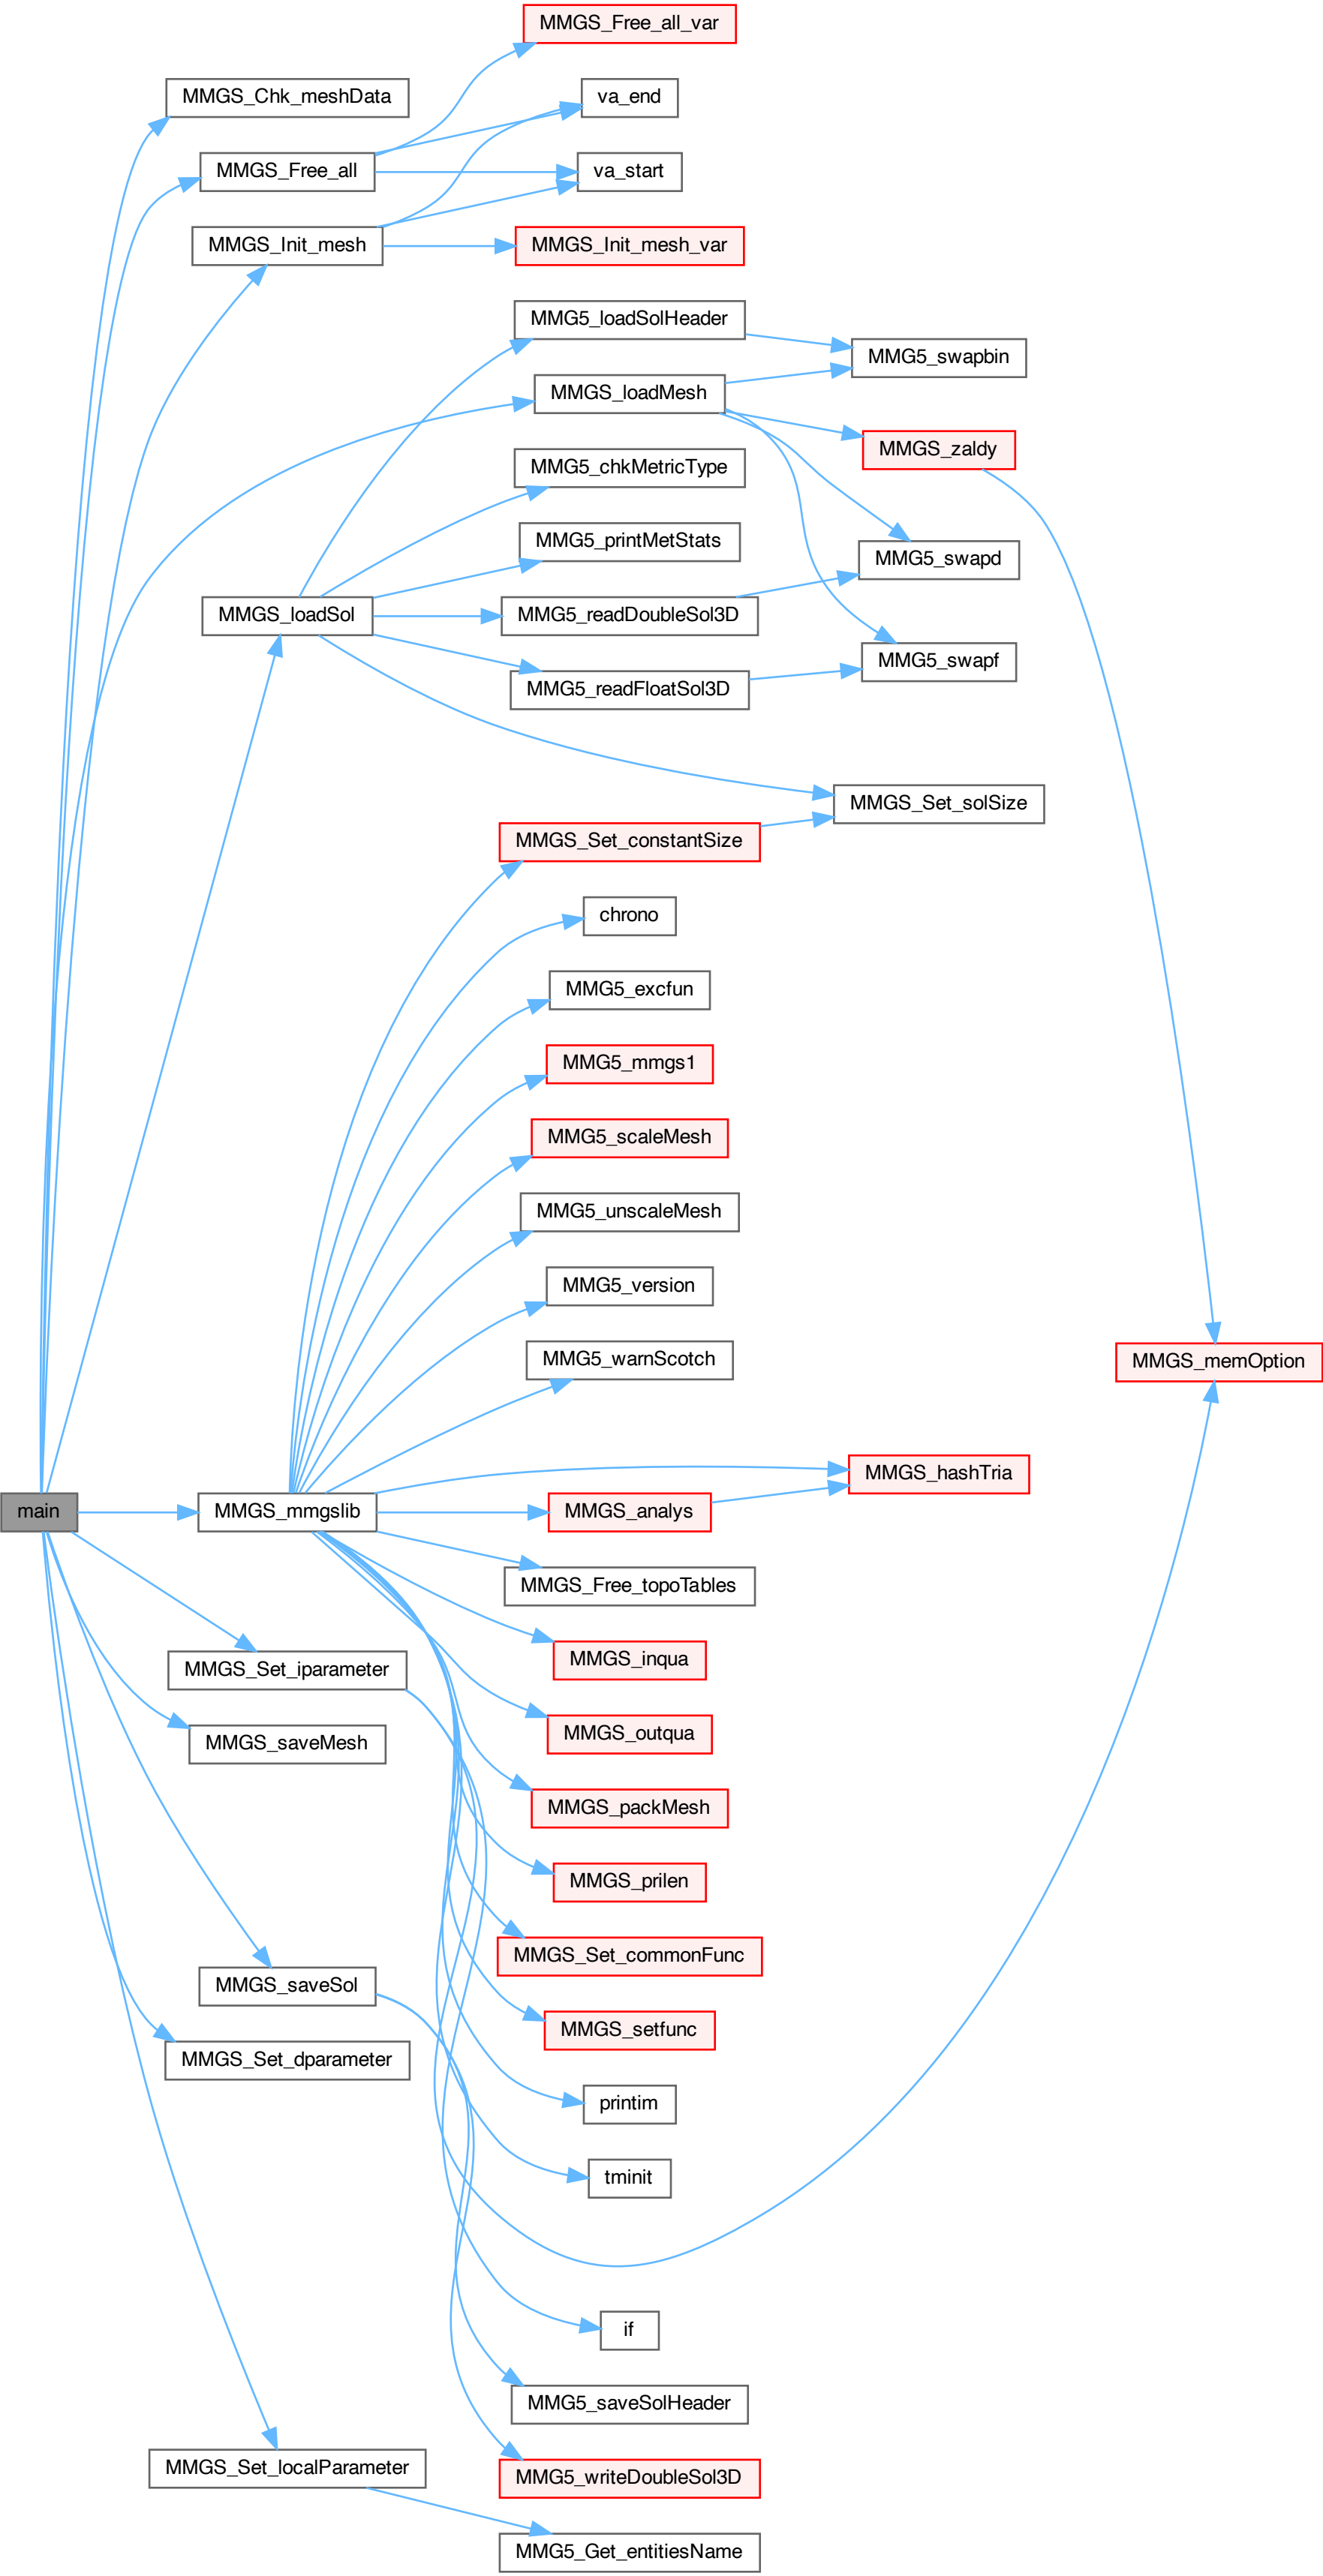 MMGS_Free_all_var
MMGS_Chk_meshData
va_end
MMGS_Free_all
va_start
MMGS_Init_mesh
MMGS_Init_mesh_var
MMG5_loadSolHeader
MMG5_swapbin
MMGS_loadMesh
MMGS_zaldy
MMG5_chkMetricType
MMG5_printMetStats
MMG5_swapd
MMGS_loadSol
MMG5_readDoubleSol3D
MMG5_swapf
MMG5_readFloatSol3D
MMGS_Set_solSize
MMGS_Set_constantSize
chrono
MMG5_excfun
MMG5_mmgs1
MMG5_scaleMesh
MMG5_unscaleMesh
MMG5_version
MMG5_warnScotch
MMGS_memOption
MMGS_hashTria
main
MMGS_mmgslib
MMGS_analys
MMGS_Free_topoTables
MMGS_inqua
MMGS_Set_iparameter
MMGS_outqua
MMGS_saveMesh
MMGS_packMesh
MMGS_prilen
MMGS_Set_commonFunc
MMGS_saveSol
MMGS_setfunc
MMGS_Set_dparameter
printim
tminit
if
MMG5_saveSolHeader
MMGS_Set_localParameter
MMG5_writeDoubleSol3D
MMG5_Get_entitiesName